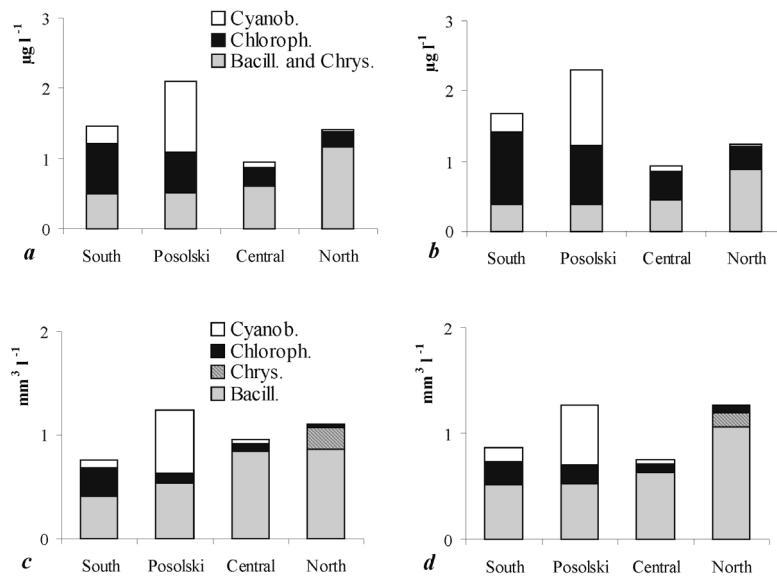 3
2
1
0
µg l⁻¹
Cyanob.
Chloroph.
Bacill. and Chrys.
South Posolski Central North
a
3
2
1
0
µg l⁻¹
South Posolski Central North
b
2
1
0
mm³ l⁻¹
Cyanob.
Chloroph.
Chrys.
Bacill.
South Posolski Central North
c
2
1
0
mm³ l⁻¹
South Posolski Central North
d